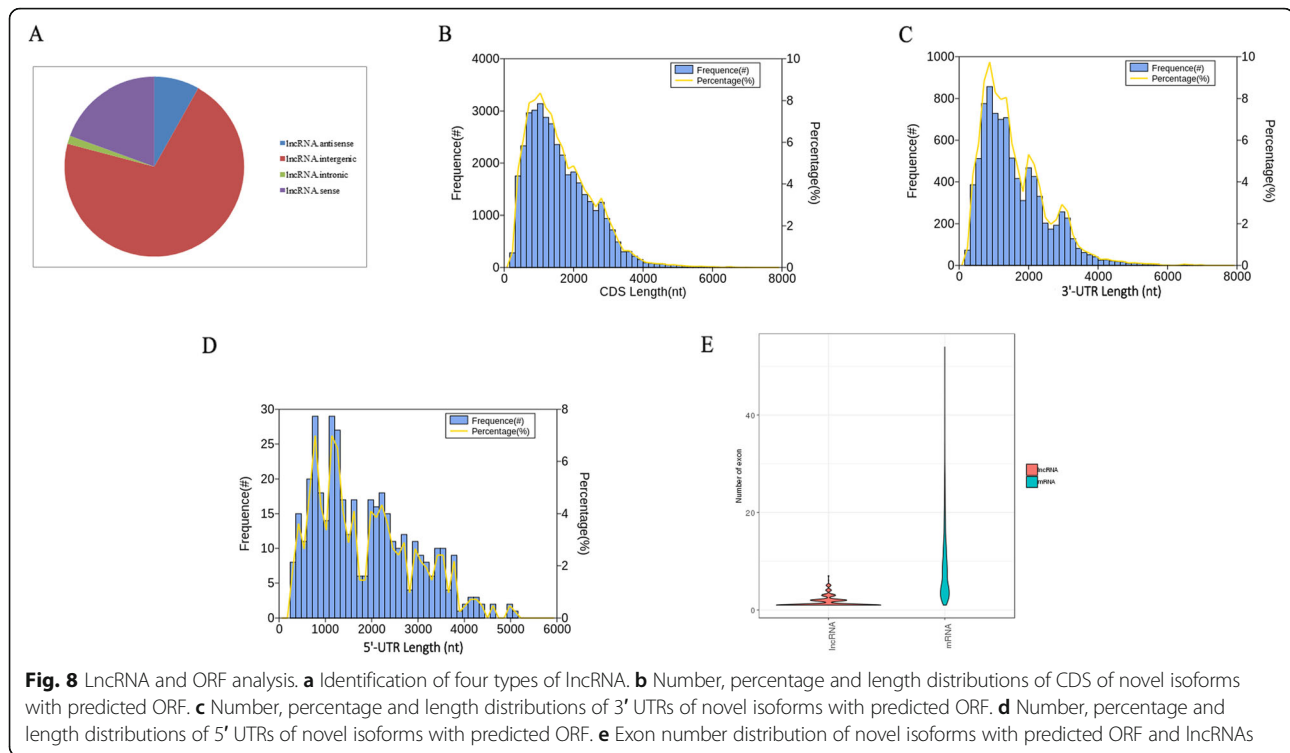 A
lncRNA.antisense
lncRNA.intergenic
lncRNA.intronic
lncRNA.sense
B
4000
3000
2000
1000
0
Frequence(#)
Frequence(#)
Percentage(%)
10
8
6
4
2
0
Percentage(%)
0
2000
4000
6000
8000
CDS Length(nt)
C
1000
800
600
400
200
0
Frequence(#)
Frequence(#)
Percentage(%)
10
8
6
4
2
0
Percentage(%)
0
2000
4000
6000
8000
3'-UTR Length (nt)
D
30
25
20
15
10
5
0
Frequence(#)
Frequence(#)
Percentage(%)
8
6
4
2
0
Percentage(%)
0
1000
2000
3000
4000
5000
6000
5'-UTR Length (nt)
E
40
20
0
Number of exon
lncRNA
mRNA
lncRNA
mRNA
Fig. 8 LncRNA and ORF analysis. a Identification of four types of lncRNA. b Number, percentage and length distributions of CDS of novel isoforms
with predicted ORF. c Number, percentage and length distributions of 3′ UTRs of novel isoforms with predicted ORF. d Number, percentage and
length distributions of 5′ UTRs of novel isoforms with predicted ORF. e Exon number distribution of novel isoforms with predicted ORF and lncRNAs